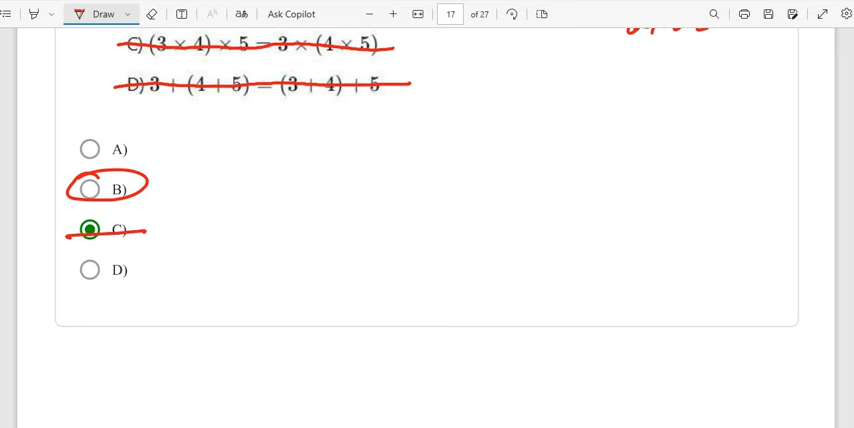 Draw Ask Copilot 17 of 27
C) (3 × 4) × 5 = 3 × (4 × 5)
D) 3 + (4 + 5) = (3 + 4) + 5
A)
B)
C)
D)